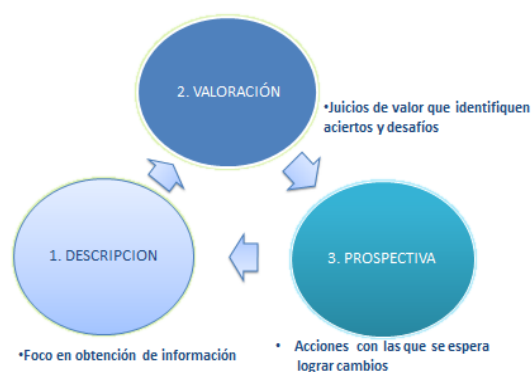 2. VALORACIÓN
•Juicios de valor que identifiquen
aciertos y desafíos
1. DESCRIPCION
3. PROSPECTIVA
•Foco en obtención de información
• Acciones con las que se espera
lograr cambios